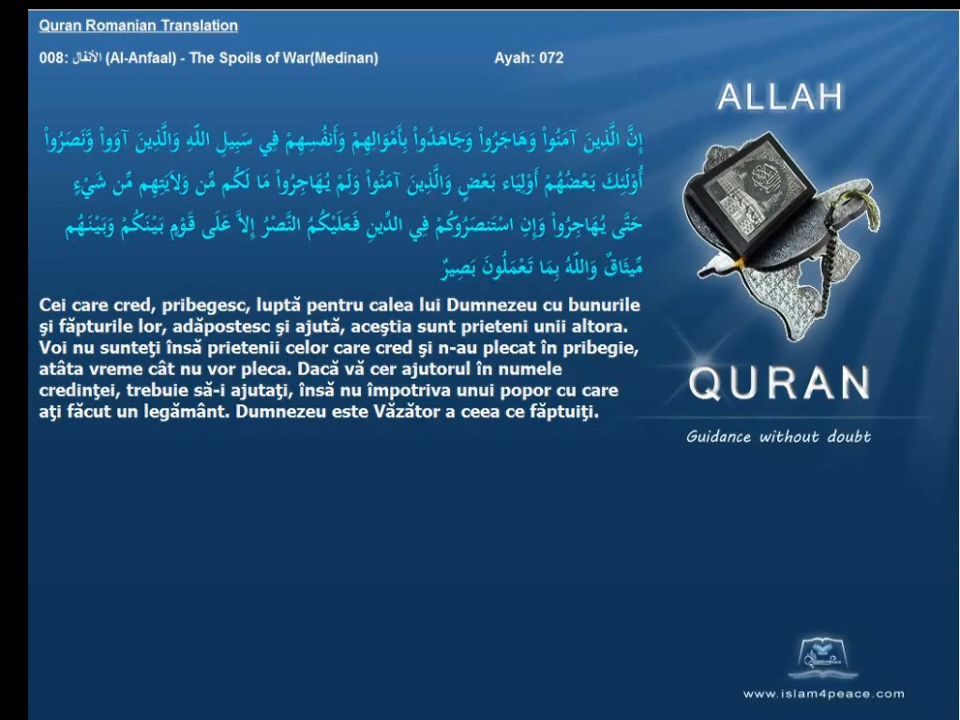 Quran Romanian Translation
008: الأنفال (Al-Anfaal) - The Spoils of War(Medinan) Ayah: 072
ALLAH
إِنَّ الَّذِينَ آمَنُواْ وَهَاجَرُواْ وَجَاهَدُواْ بِأَمْوَالِهِمْ وَأَنفُسِهِمْ فِي سَبِيلِ اللّهِ وَالَّذِينَ آوَواْ وَّنَصَرُواْ
أُوْلَئِكَ بَعْضُهُمْ أَوْلِيَاء بَعْضٍ وَالَّذِينَ آمَنُواْ وَلَمْ يُهَاجِرُواْ مَا لَكُم مِّن وَلاَيَتِهِم مِّن شَيْءٍ
حَتَّى يُهَاجِرُواْ وَإِنِ اسْتَنصَرُوكُمْ فِي الدِّينِ فَعَلَيْكُمُ النَّصْرُ إِلاَّ عَلَى قَوْمٍ بَيْنَكُمْ وَبَيْنَهُم
مِّيثَاقٌ وَاللّهُ بِمَا تَعْمَلُونَ بَصِيرٌ
Cei care cred, pribegesc, luptă pentru calea lui Dumnezeu cu bunurile
şi făpturile lor, adăpostesc şi ajută, aceştia sunt prieteni unii altora.
Voi nu sunteţi însă prietenii celor care cred şi n-au plecat în pribegie,
atâta vreme cât nu vor pleca. Dacă vă cer ajutorul în numele
credinţei, trebuie să-i ajutaţi, însă nu împotriva unui popor cu care
aţi făcut un legământ. Dumnezeu este Văzător a ceea ce făptuiţi.
QURAN
Guidance without doubt
www.islam4peace.com